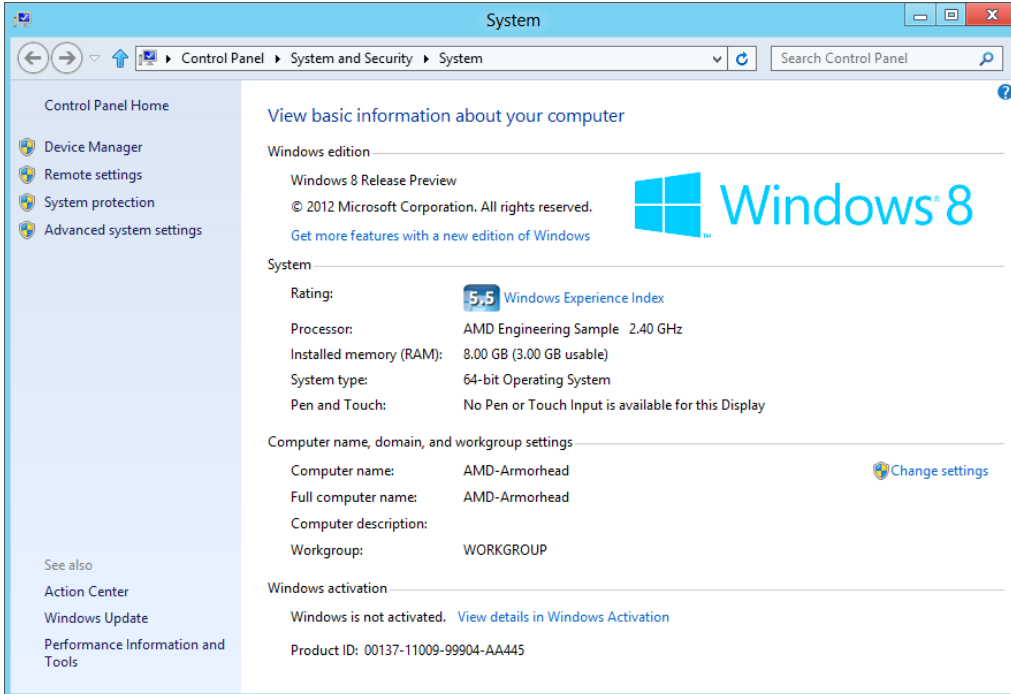 System
Control Panel System and Security System
Search Control Panel
Control Panel Home
Device Manager
Remote settings
System protection
Advanced system settings
See also
Action Center
Windows Update
Performance Information and
Tools
View basic information about your computer
Windows edition
Windows 8 Release Preview
© 2012 Microsoft Corporation. All rights reserved.
Get more features with a new edition of Windows
Windows® 8
™
System
Rating:
5.5 Windows Experience Index
Processor: AMD Engineering Sample 2.40 GHz
Installed memory (RAM): 8.00 GB (3.00 GB usable)
System type: 64-bit Operating System
Pen and Touch: No Pen or Touch Input is available for this Display
Computer name, domain, and workgroup settings
Computer name: AMD-Armorhead
Change settings
Full computer name: AMD-Armorhead
Computer description:
Workgroup: WORKGROUP
Windows activation
Windows is not activated. View details in Windows Activation
Product ID: 00137-11009-99904-AA445